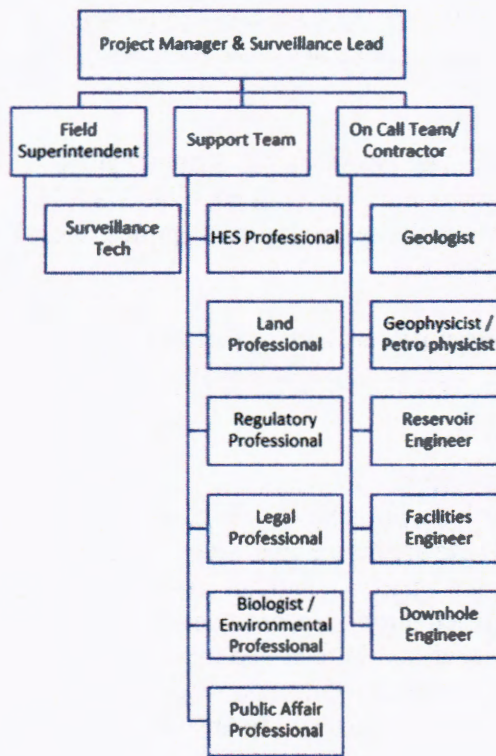 Project Manager & Surveillance Lead
Field
Superintendent
Support Team
On Call Team/
Contractor
Surveillance
Tech
HES Professional
Geologist
Land
Professional
Geophysicist /
Petro physicist
Regulatory
Professional
Reservoir
Engineer
Legal
Professional
Facilities
Engineer
Biologist /
Environmental
Professional
Downhole
Engineer
Public Affair
Professional